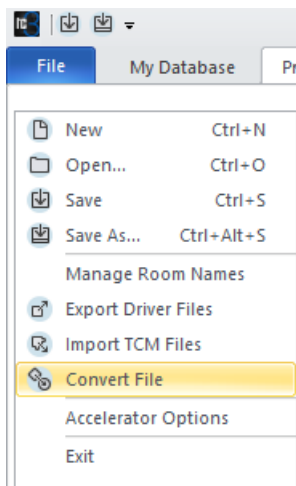 File My Database
New Ctrl+N
Open... Ctrl+O
Save Ctrl+S
Save As... Ctrl+Alt+S
Manage Room Names
Export Driver Files
Import TCM Files
Convert File
Accelerator Options
Exit